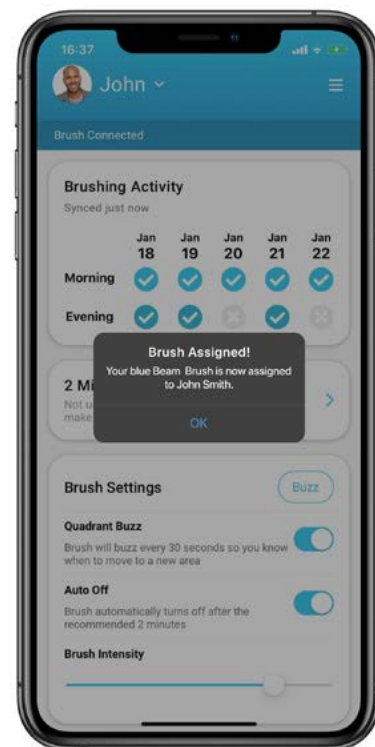 16:37
John
Brush Connected
Brushing Activity
Synced just now
Jan Jan Jan Jan Jan
18 19 20 21 22
Morning
Evening
Brush Assigned!
Your blue Beam Brush is now assigned
to John Smith.
OK
2 Mi
Not u
make
Brush Settings
Buzz
Quadrant Buzz
Brush will buzz every 30 seconds so you know
when to move to a new area
Auto Off
Brush automatically turns off after the
recommended 2 minutes
Brush Intensity